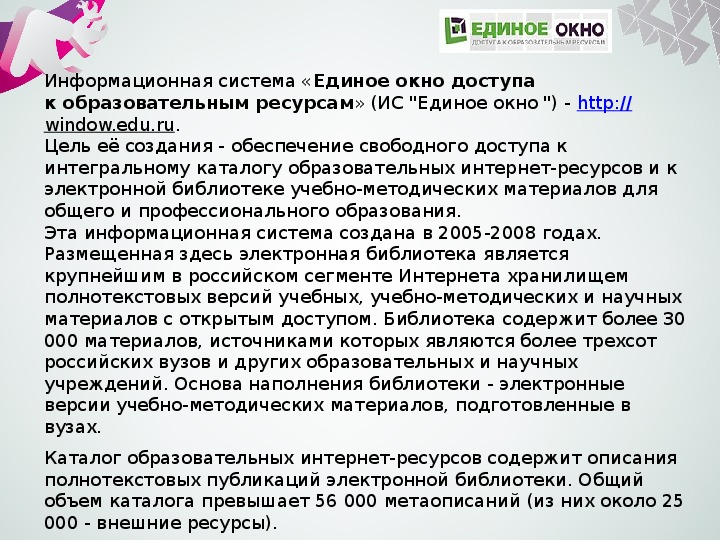 ЕДИНОЕ ОКНО
ДОСТУПА К ОБРАЗОВАТЕЛЬНЫМ РЕСУРСАМ
Информационная система «Единое окно доступа
к образовательным ресурсам» (ИС "Единое окно ") - http://
window.edu.ru.
Цель её создания - обеспечение свободного доступа к
интегральному каталогу образовательных интернет-ресурсов и к
электронной библиотеке учебно-методических материалов для
общего и профессионального образования.
Эта информационная система создана в 2005-2008 годах.
Размещенная здесь электронная библиотека является
крупнейшим в российском сегменте Интернета хранилищем
полнотекстовых версий учебных, учебно-методических и научных
материалов с открытым доступом. Библиотека содержит более 30
000 материалов, источниками которых являются более трехсот
российских вузов и других образовательных и научных
учреждений. Основа наполнения библиотеки - электронные
версии учебно-методических материалов, подготовленные в
вузах.
Каталог образовательных интернет-ресурсов содержит описания
полнотекстовых публикаций электронной библиотеки. Общий
объем каталога превышает 56 000 метаописаний (из них около 25
000 - внешние ресурсы).